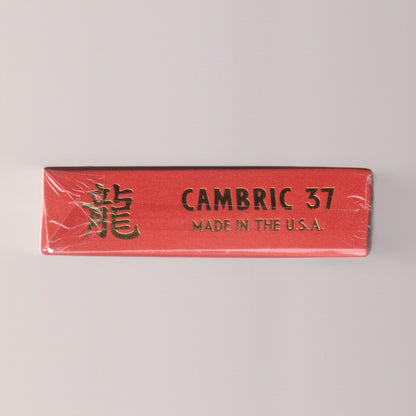 龍
CAMBRIC 37
MADE IN THE U.S.A.